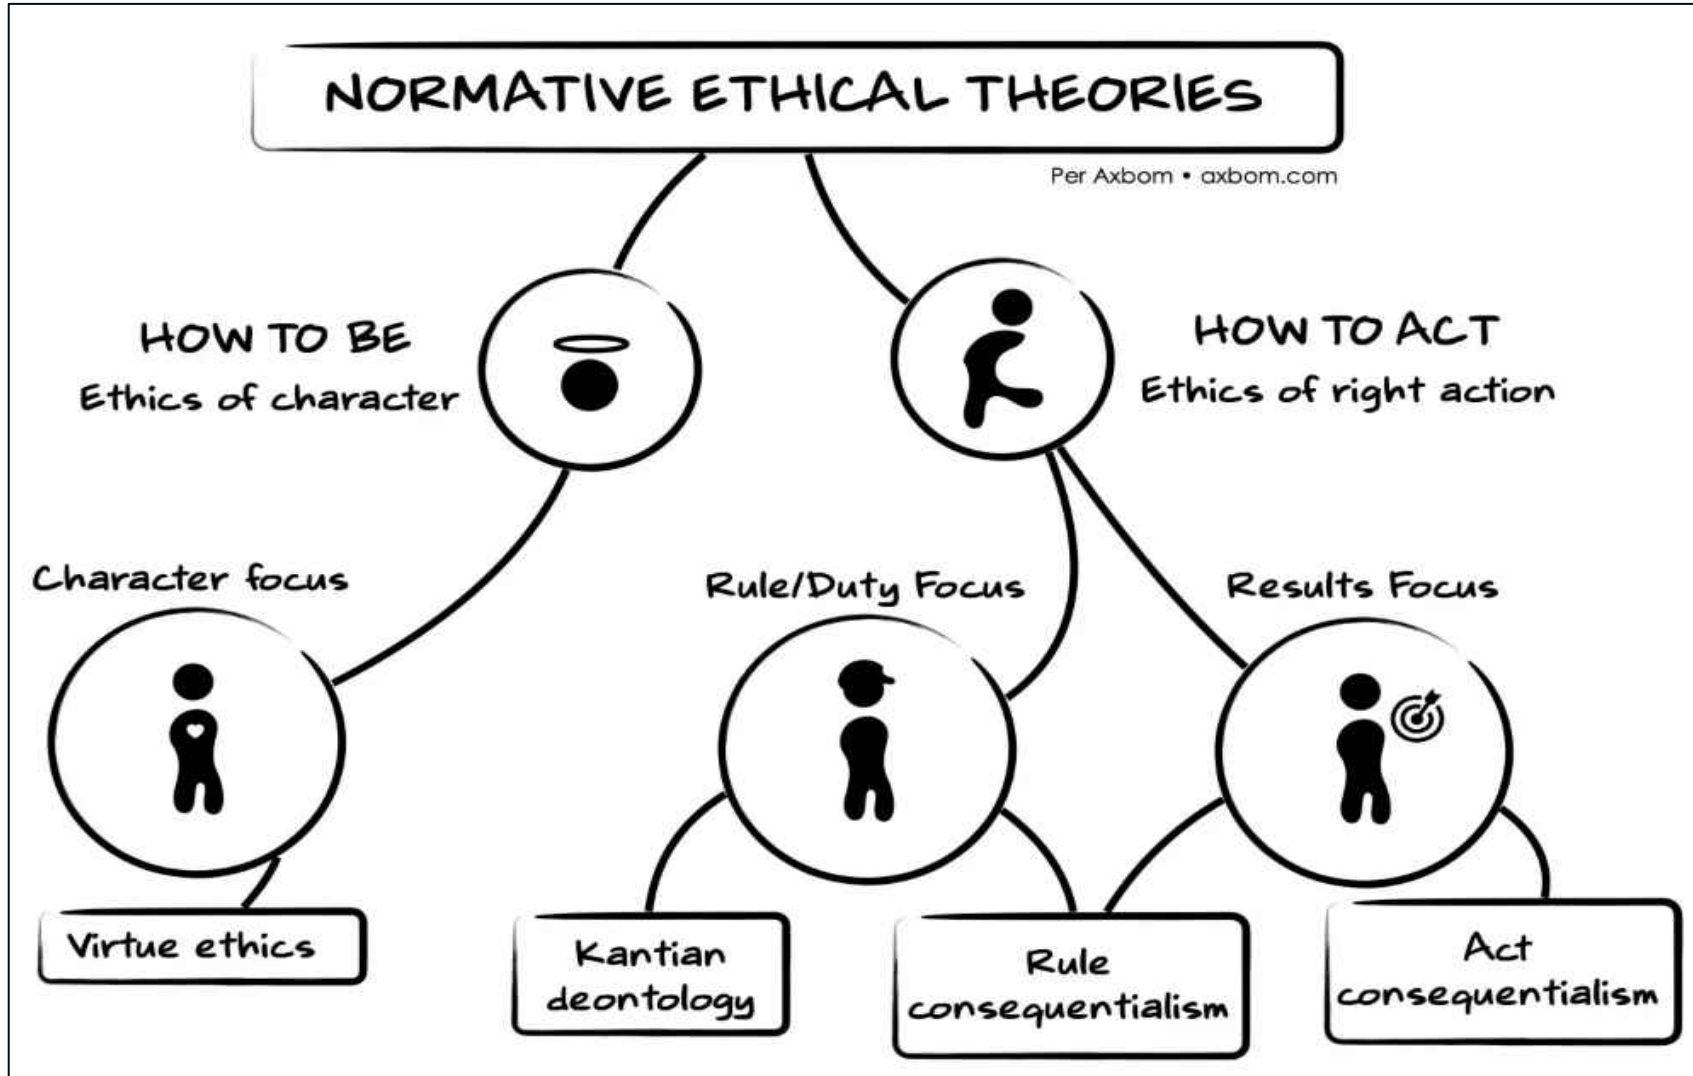 NORMATIVE ETHICAL THEORIES
Per Axbom • axbom.com
HOW TO BE
Ethics of character
HOW TO ACT
Ethics of right action
Character focus
Rule/Duty Focus
Results Focus
Virtue ethics
Kantian
deontology
Rule
consequentialism
Act
consequentialism